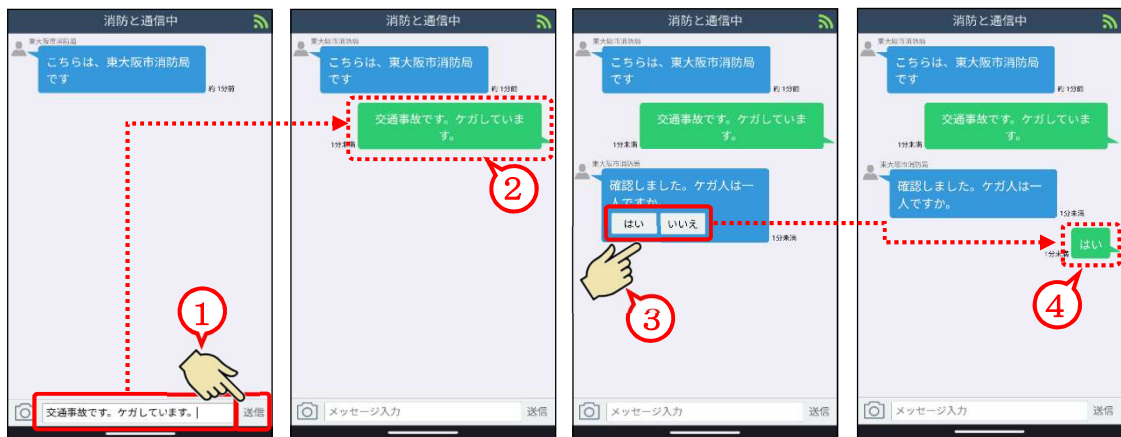 消防と通信中
東大阪市消防局
こちらは、東大阪市消防局
です
約 1分前
1
交通事故です。ケガしています。
送信
消防と通信中
東大阪市消防局
こちらは、東大阪市消防局
です
約 1分前
交通事故です。ケガしていま
す。
1分未満
2
メッセージ入力
送信
消防と通信中
東大阪市消防局
こちらは、東大阪市消防局
です
約 1分前
交通事故です。ケガしていま
す。
1分未満
東大阪市消防局
確認しました。ケガ人は一
人ですか。
はい いいえ
1分未満
3
メッセージ入力
送信
消防と通信中
東大阪市消防局
こちらは、東大阪市消防局
です
約 1分前
交通事故です。ケガしていま
す。
1分未満
東大阪市消防局
確認しました。ケガ人は一
人ですか。
1分未満
はい
1分未満
4
メッセージ入力
送信